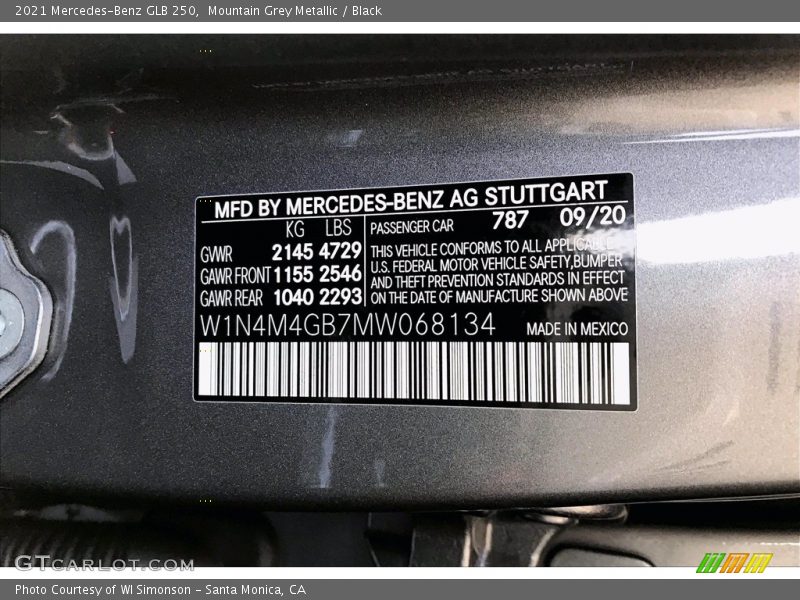 2021 Mercedes-Benz GLB 250,  Mountain Grey Metallic / Black
MFD BY MERCEDES-BENZ AG STUTTGART
KG LBS PASSENGER CAR 787 09/20
GVWR 2145 4729 THIS VEHICLE CONFORMS TO ALL APPLICABLE
GAWR FRONT 1155 2546 U.S. FEDERAL MOTOR VEHICLE SAFETY,BUMPER
GAWR REAR 1040 2293 AND THEFT PREVENTION STANDARDS IN EFFECT
ON THE DATE OF MANUFACTURE SHOWN ABOVE
W1N4M4GB7MW068134 MADE IN MEXICO
GTCARLOT.COM
Photo Courtesy of WI Simonson - Santa Monica, CA